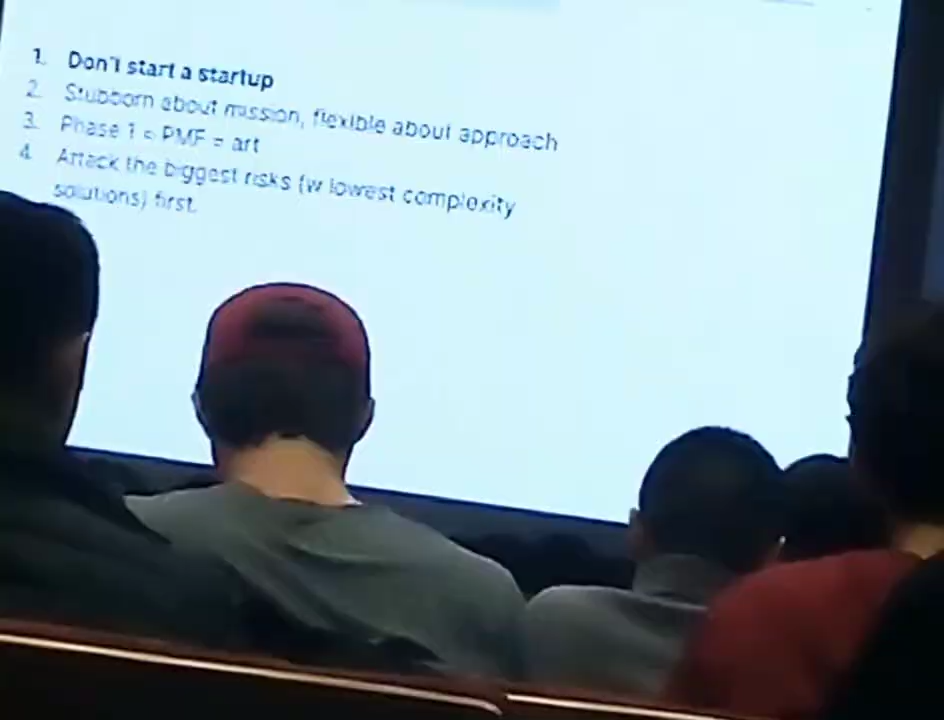 1. Don't start a startup
2. Stubborn about mission, flexible about approach
3. Phase 1 < PMF = art
4. Attack the biggest risks (w lowest complexity
solutions) first.